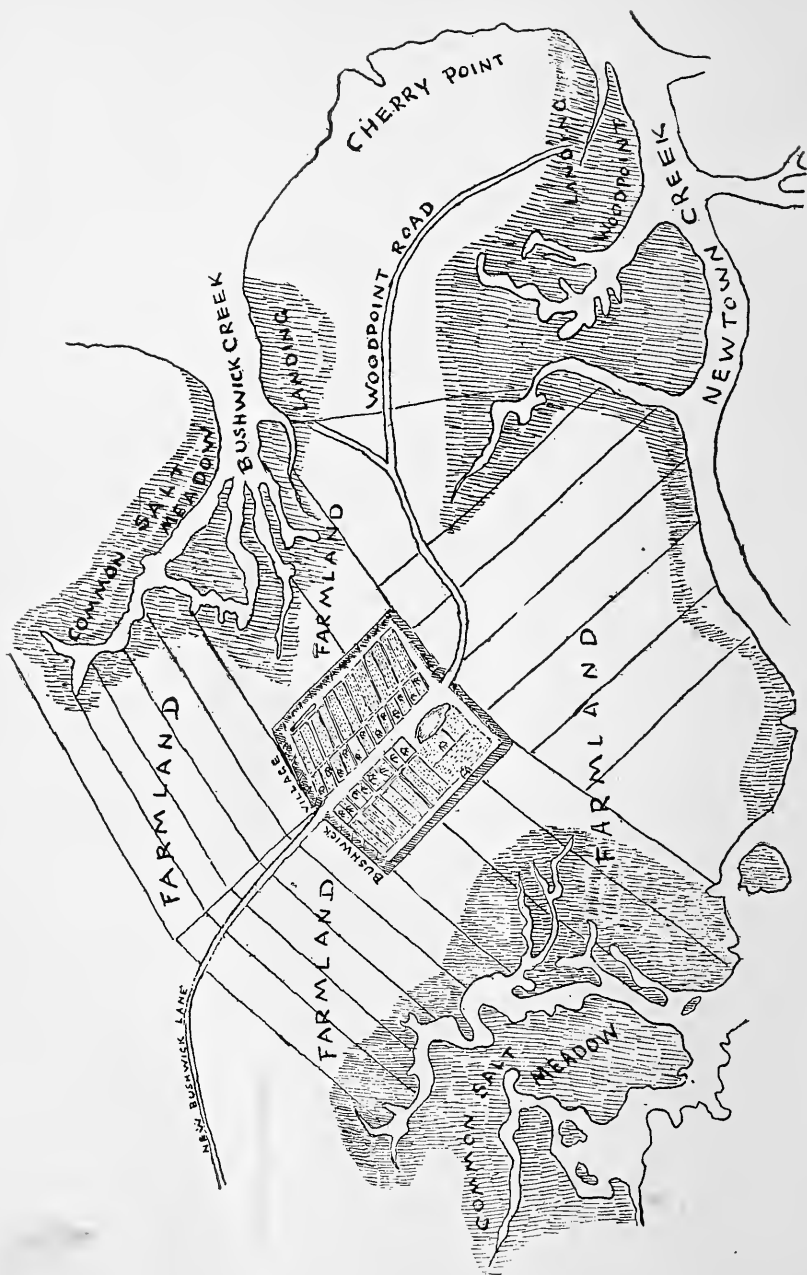 CHERRY POINT
LANDING
WOODPOINT
WOODPOINT ROAD
NEWTOWN CREEK
BUSHWICK CREEK
LANDING
COMMON SALT
MEADOW
FARMLAND
FARMLAND
BUSHWICK
VILLAGE
FARMLAND
FARMLAND
NEW BUSHWICK LANE
COMMON SALT
MEADOW